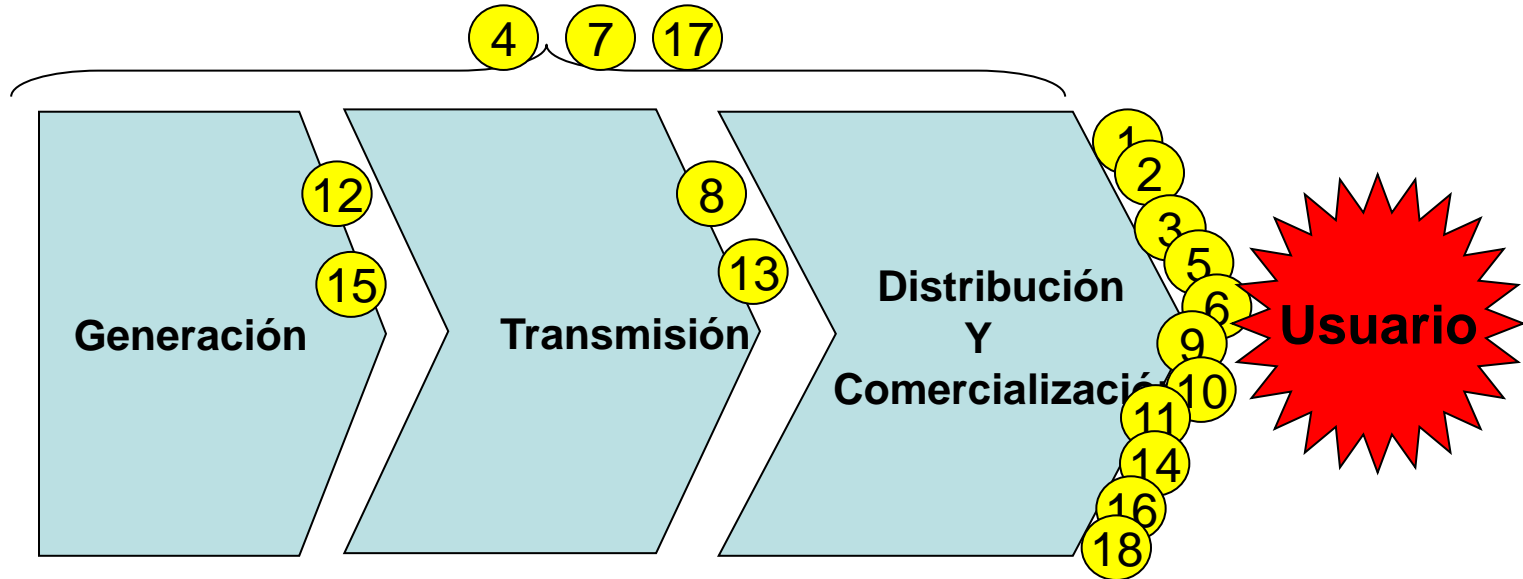 4 7 17
1
2
12
8
3
5
13
15
6
Generación
Transmisión
Distribución
Y
Comercialización
Usuario
9
10
11
14
16
18